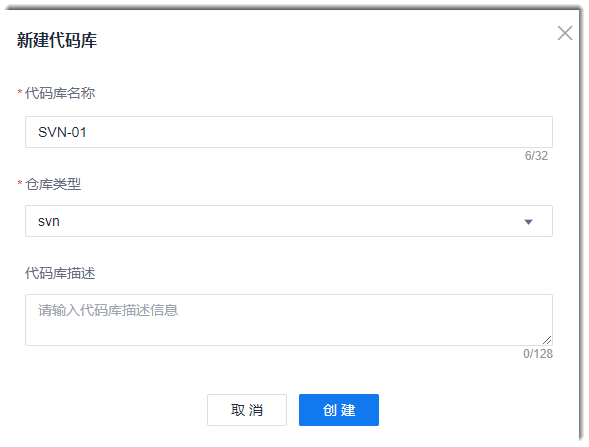 新建代码库
* 代码库名称
SVN-01
6/32
* 仓库类型
svn
代码库描述
请输入代码库描述信息
0/128
取 消
创 建